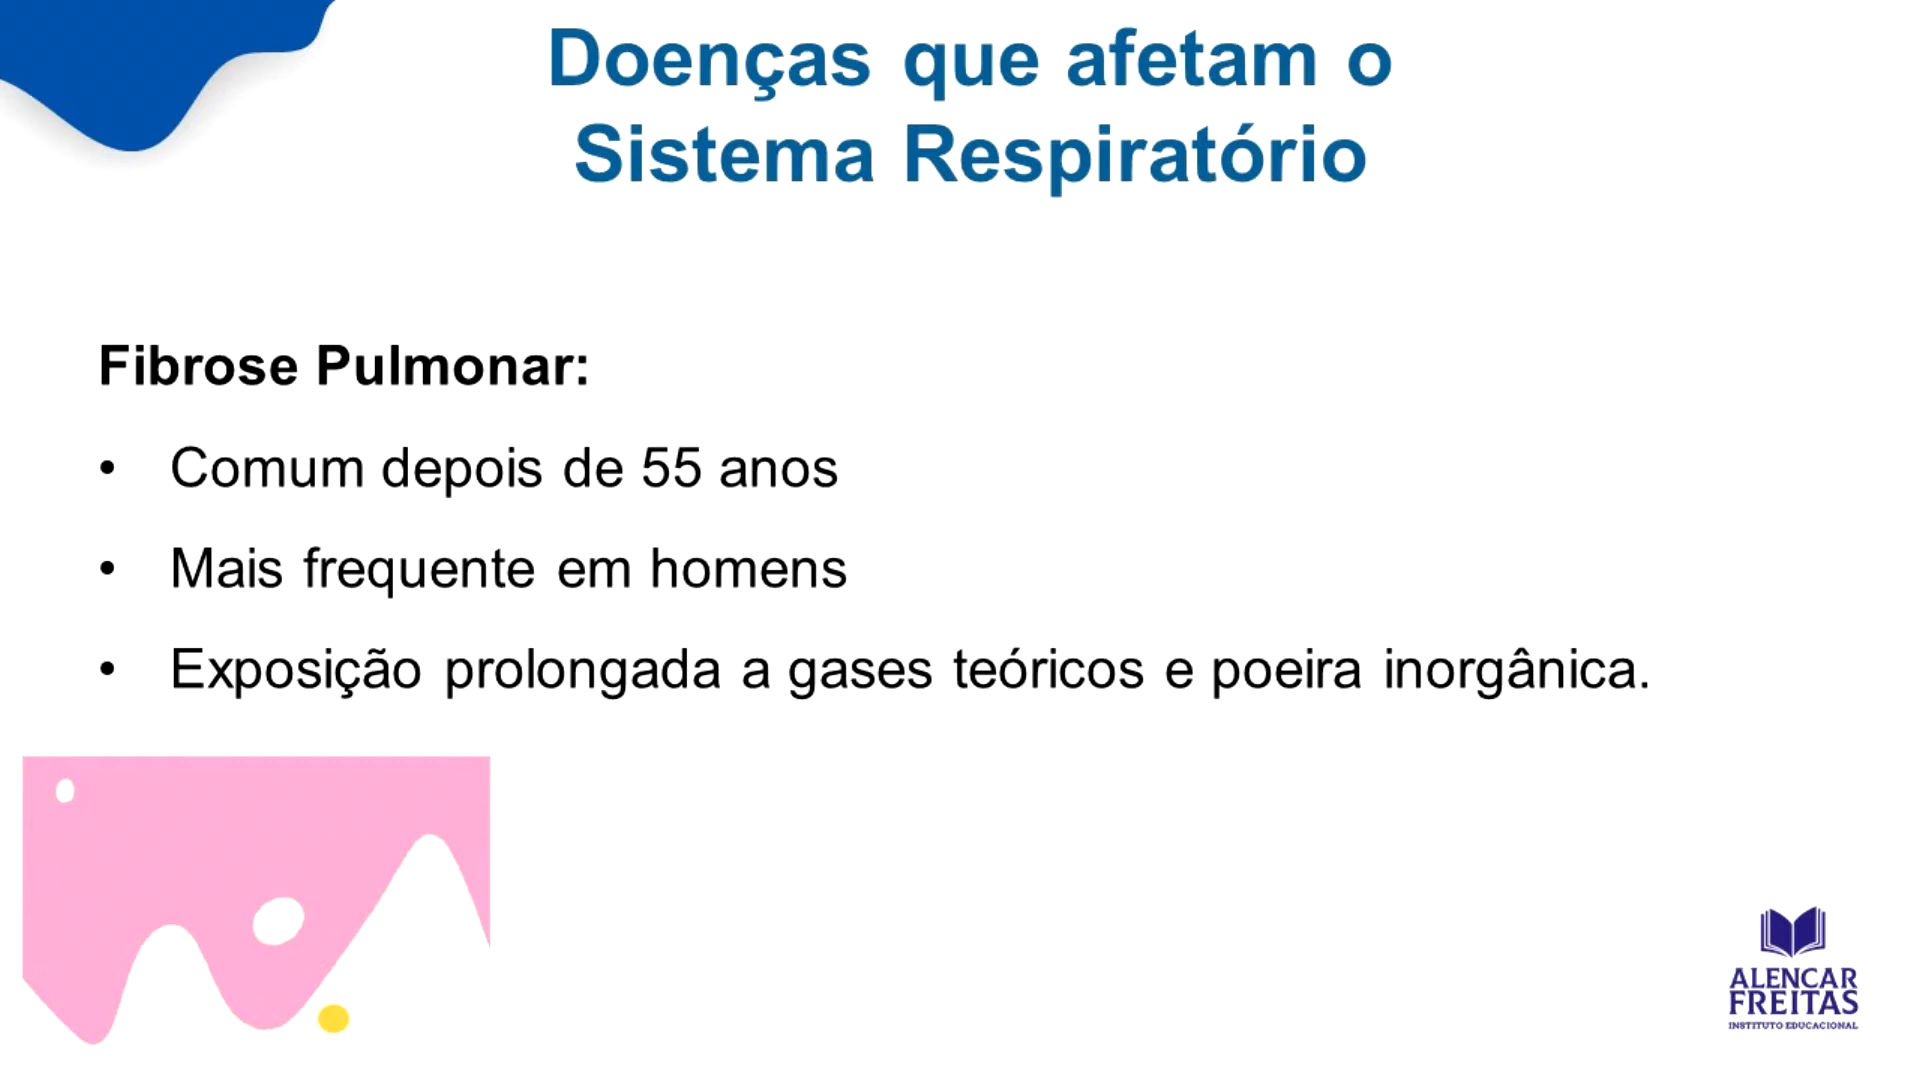 Doenças que afetam o
Sistema Respiratório
Fibrose Pulmonar:
• Comum depois de 55 anos
• Mais frequente em homens
• Exposição prolongada a gases teóricos e poeira inorgânica.
ALENCAR
FREITAS
INSTITUTO EDUCACIONAL